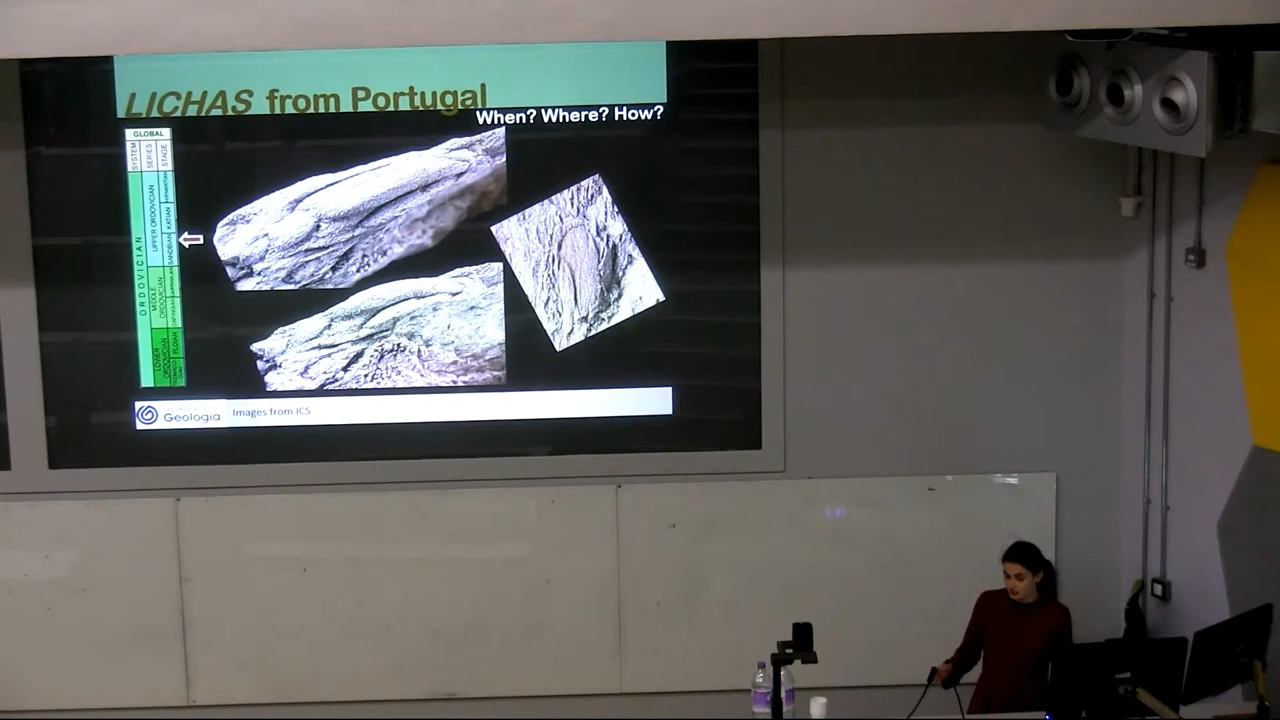 LICHAS from Portugal
When? Where? How?
GLOBAL
SYSTEM
SERIES
STAGE
ORDOVICIAN
UPPER ORDOVICIAN
MIDDLE ORDOVICIAN
LOWER ORDOVICIAN
KATIAN
SANDBIAN
FLOIAN
Geologia
Images from ICS